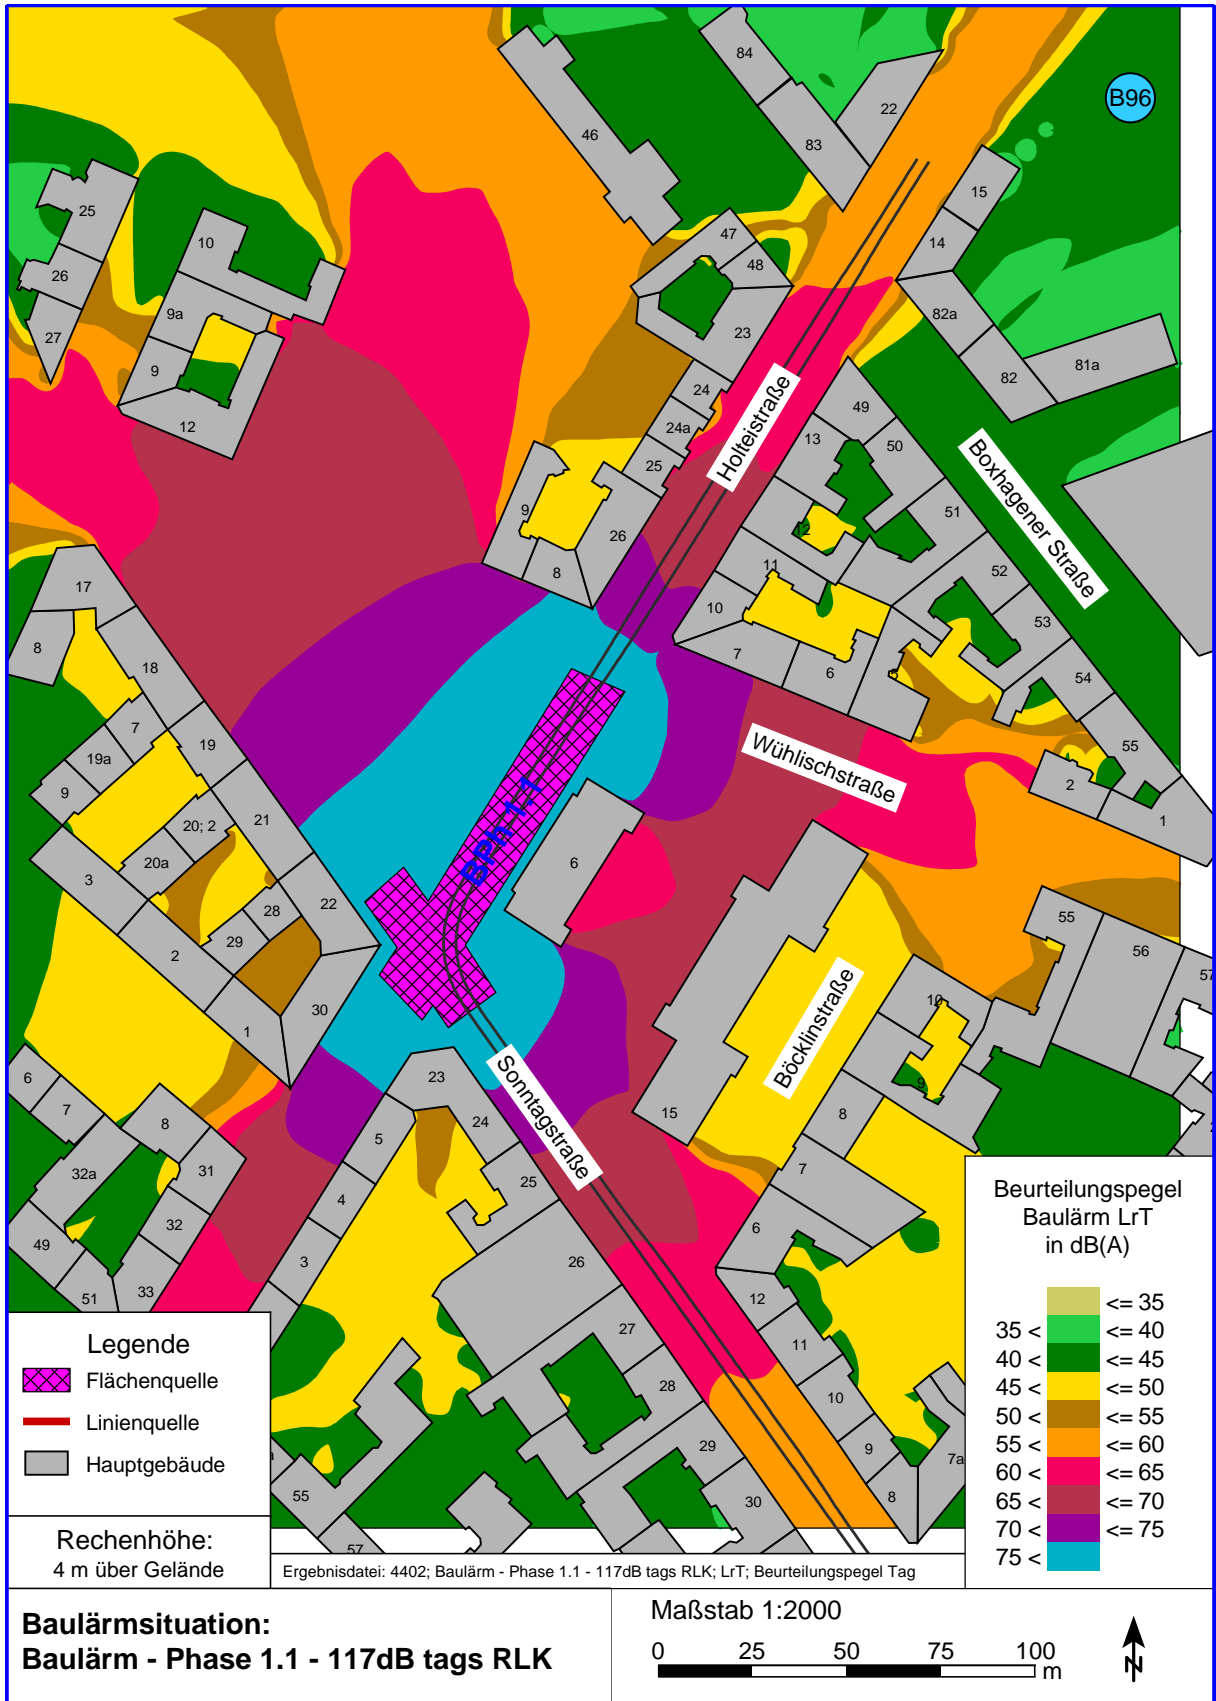 84
22
B96
46
83
25
15
10
47
14
26
48
9a
82a
23
27
9
81a
82
24
12
Holteistraße
49
24a
13
50
Boxhagener Straße
25
9
51
12
26
11
52
8
17
10
53
8
7
6
5
54
18
7
19
55
19a
Wühlischstraße
2
9
BPh 1.1
21
20; 2
1
20a
6
3
22
28
55
29
56
2
57
Böcklinstraße
10
30
1
Sonntagstraße
6
23
9
7
15
8
8
24
5
31
7
32a
25
4
32
6
49
3
26
51
33
12
27
11
28
10
29
9
7a
55
8
30
57
Beurteilungspegel
Baulärm LrT
in dB(A)
<= 35
35 < <= 40
40 < <= 45
45 < <= 50
50 < <= 55
55 < <= 60
60 < <= 65
65 < <= 70
70 < <= 75
75 <
Legende
Flächenquelle
Linienquelle
Hauptgebäude
Rechenhöhe:
4 m über Gelände
Ergebnisdatei: 4402; Baulärm - Phase 1.1 - 117dB tags RLK; LrT; Beurteilungspegel Tag
Baulärmsituation:
Baulärm - Phase 1.1 - 117dB tags RLK
Maßstab 1:2000
0 25 50 75 100
m
N